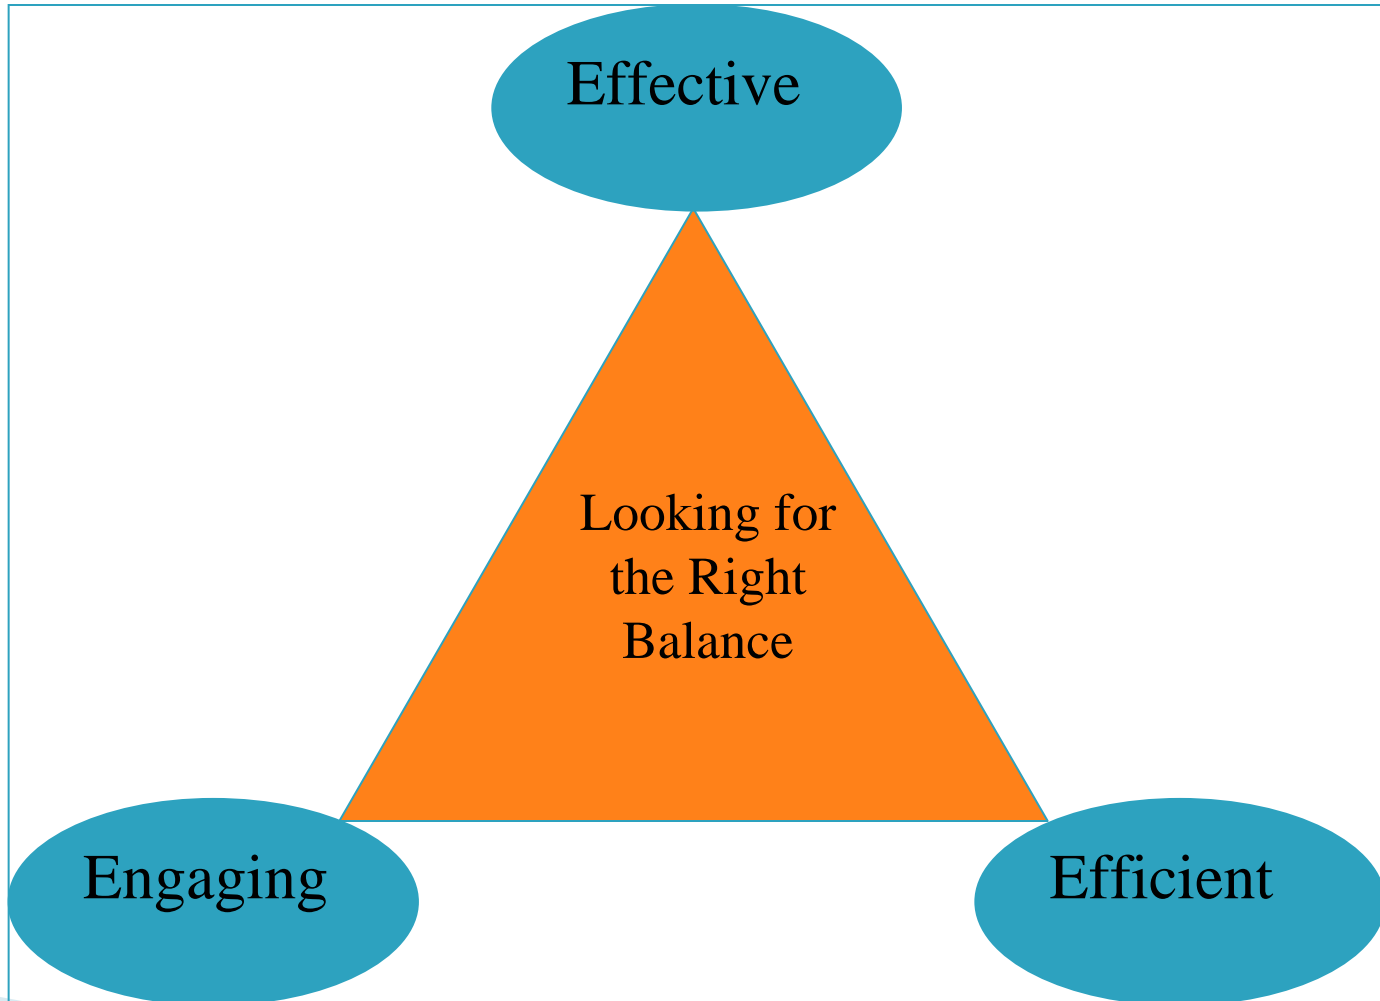 Effective
Looking for
the Right
Balance
Engaging
Efficient